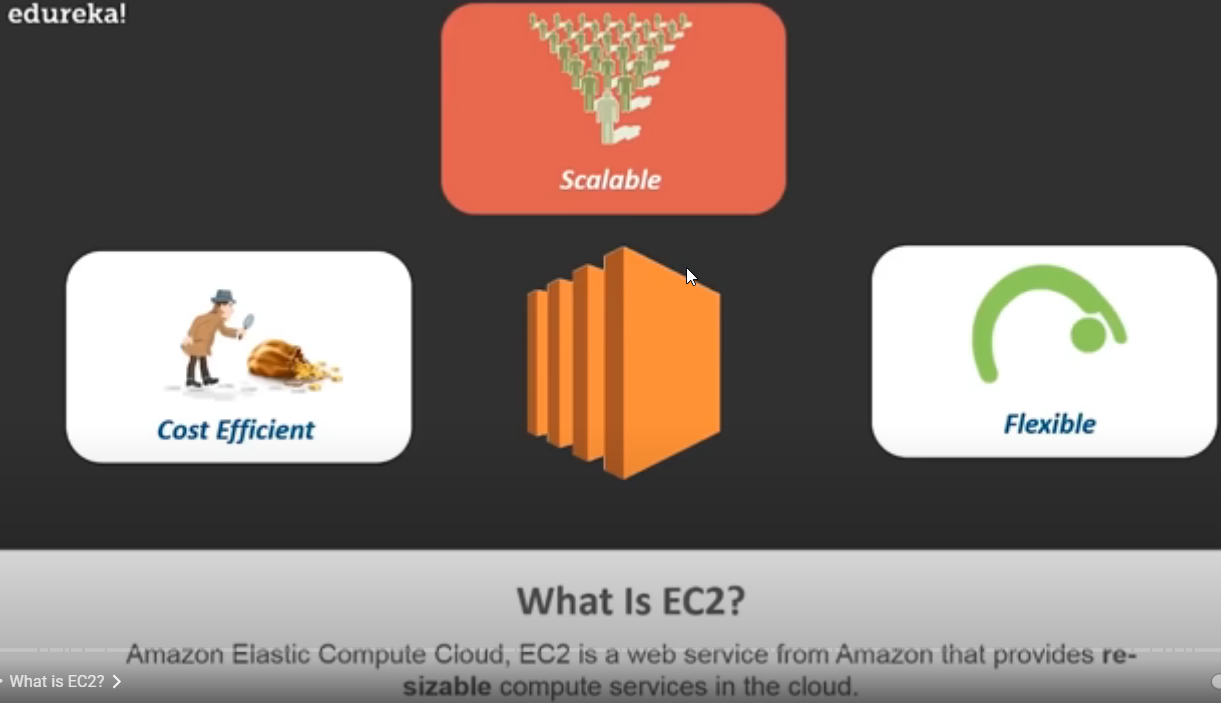 edureka!
Scalable
Cost Efficient
Flexible
What Is EC2?
Amazon Elastic Compute Cloud, EC2 is a web service from Amazon that provides re-
sizable compute services in the cloud.
What is EC2?